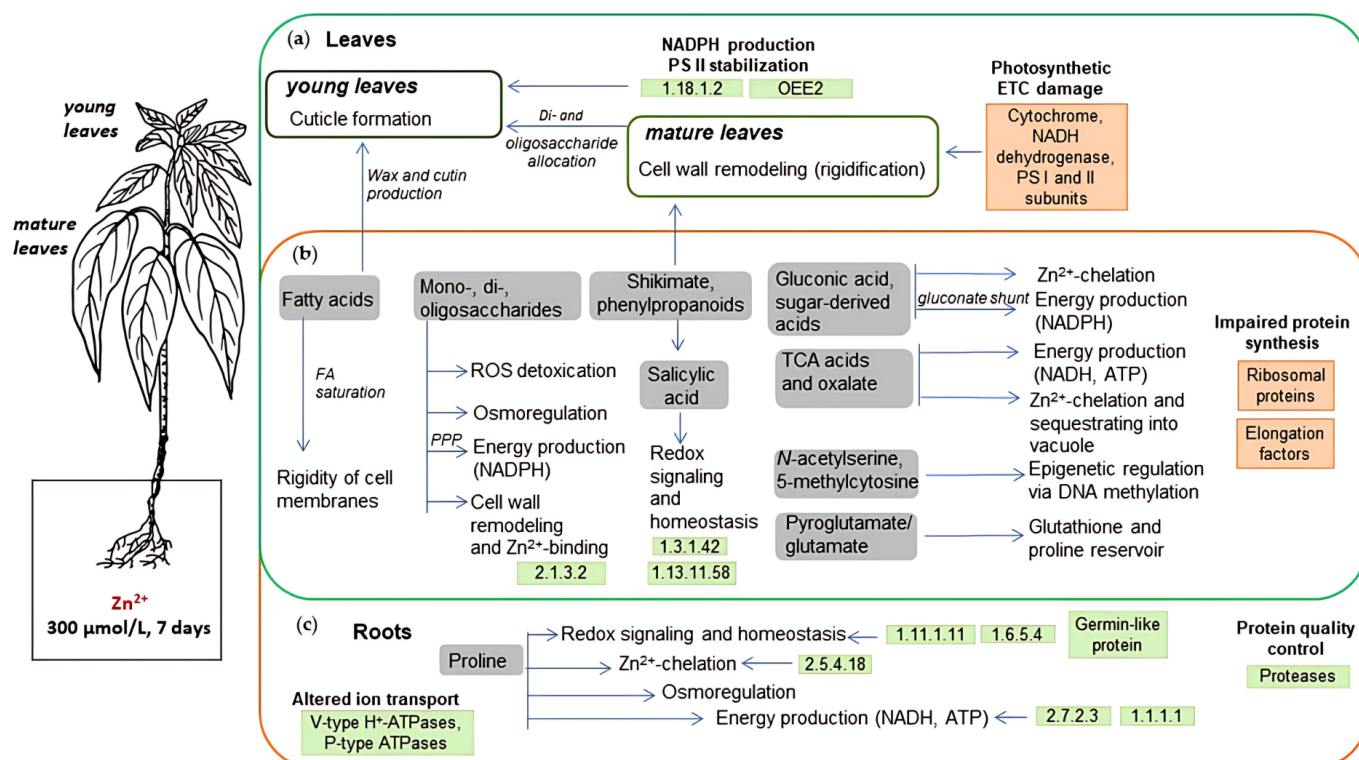 young
leaves
mature
leaves
Zn²⁺
300 µmol/L, 7 days
(a) Leaves
young leaves
Cuticle formation
NADPH production
PS II stabilization
1.18.1.2
OEE2
Di- and
oligosaccharide
allocation
mature leaves
Cell wall remodeling (rigidification)
Photosynthetic
ETC damage
Cytochrome,
NADH
dehydrogenase,
PS I and II
subunits
Wax and cutin
production
(b)
Fatty acids
FA
saturation
Rigidity of cell
membranes
Mono-, di-,
oligosaccharides
ROS detoxication
Osmoregulation
PPP
Energy production
(NADPH)
Cell wall
remodeling
and Zn²⁺-binding
2.1.3.2
Shikimate,
phenylpropanoids
Salicylic
acid
Redox
signaling
and
homeostasis
1.3.1.42
1.13.11.58
Gluconic acid,
sugar-derived
acids
gluconate shunt
Zn²⁺-chelation
Energy production
(NADPH)
TCA acids
and oxalate
Energy production
(NADH, ATP)
Zn²⁺-chelation and
sequestrating into
vacuole
N-acetylserine,
5-methylcytosine
Epigenetic regulation
via DNA methylation
Pyroglutamate/
glutamate
Glutathione and
proline reservoir
Impaired protein
synthesis
Ribosomal
proteins
Elongation
factors
(c) Roots
Proline
Redox signaling and homeostasis
1.11.1.11
1.6.5.4
Germin-like
protein
Zn²⁺-chelation
2.5.4.18
Osmoregulation
Energy production (NADH, ATP)
2.7.2.3
1.1.1.1
Altered ion transport
V-type H⁺-ATPases,
P-type ATPases
Protein quality
control
Proteases